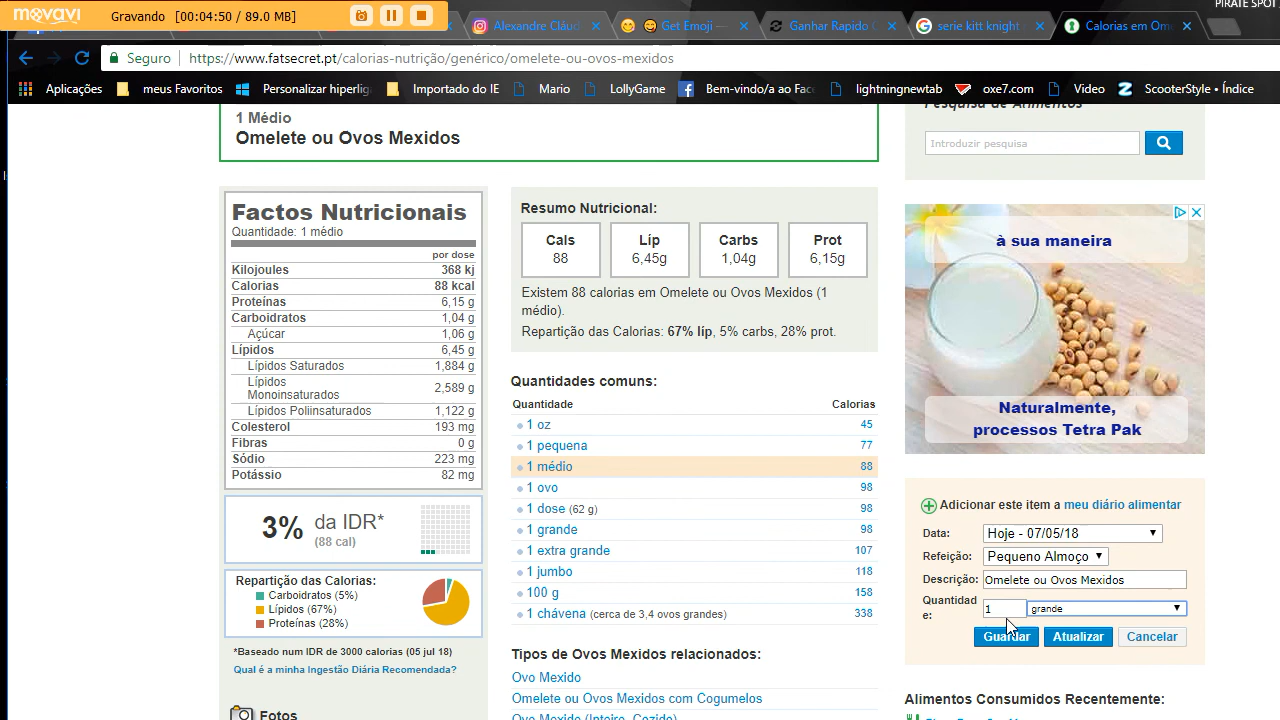 movavi
Gravando [00:04:50 / 89.0 MB]
PIRATE SPOT
Alexandre Cláud
Get Emoji —
Ganhar Rapido C
serie kitt knight
Calorias em Om
Seguro
https://www.fatsecret.pt/calorias-nutrição/genérico/omelete-ou-ovos-mexidos
Aplicações
meus Favoritos
Personalizar hiperlig
Importado do IE
Mario
LollyGame
Bem-vindo/a ao Fac
lightningnewtab
oxe7.com
Video
ScooterStyle • Índice
1 Médio
Omelete ou Ovos Mexidos
Pesquisa de Alimentos
Introduzir pesquisa
Factos Nutricionais
Quantidade: 1 médio
por dose
Kilojoules 368 kj
Calorias 88 kcal
Proteínas 6,15 g
Carboidratos 1,04 g
Açúcar 1,06 g
Lípidos 6,45 g
Lípidos Saturados 1,884 g
Lípidos
Monoinsaturados 2,589 g
Lípidos Poliinsaturados 1,122 g
Colesterol 193 mg
Fibras 0 g
Sódio 223 mg
Potássio 82 mg
3% da IDR*
(88 cal)
Repartição das Calorias:
Carboidratos (5%)
Lípidos (67%)
Proteínas (28%)
*Baseado num IDR de 3000 calorias (05 jul 18)
Qual é a minha Ingestão Diária Recomendada?
Fotos
Resumo Nutricional:
Cals Líp Carbs Prot
88 6,45g 1,04g 6,15g
Existem 88 calorias em Omelete ou Ovos Mexidos (1
médio).
Repartição das Calorias: 67% líp, 5% carbs, 28% prot.
Quantidades comuns:
Quantidade Calorias
1 oz 45
1 pequena 77
1 médio 88
1 ovo 98
1 dose (62 g) 98
1 grande 98
1 extra grande 107
1 jumbo 118
100 g 158
1 chávena (cerca de 3,4 ovos grandes) 338
Tipos de Ovos Mexidos relacionados:
Ovo Mexido
Omelete ou Ovos Mexidos com Cogumelos
Ovo Mexido (Inteiro, Cozido)
à sua maneira
Naturalmente,
processos Tetra Pak
Adicionar este item a meu diário alimentar
Data: Hoje - 07/05/18
Refeição: Pequeno Almoço
Descrição: Omelete ou Ovos Mexidos
Quantidad
e: 1 grande
Guardar Atualizar Cancelar
Alimentos Consumidos Recentemente: